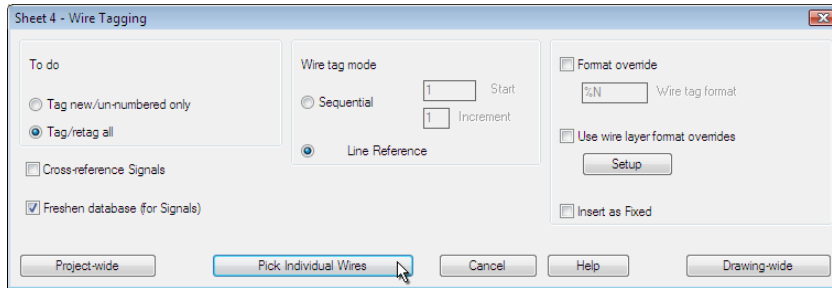 Sheet 4 - Wire Tagging
To do
Tag new/un-numbered only
Tag/retag all
Cross-reference Signals
Freshen database (for Signals)
Wire tag mode
Sequential
1 Start
1 Increment
Line Reference
Format override
%N Wire tag format
Use wire layer format overrides
Setup
Insert as Fixed
Project-wide Pick Individual Wires Cancel Help Drawing-wide